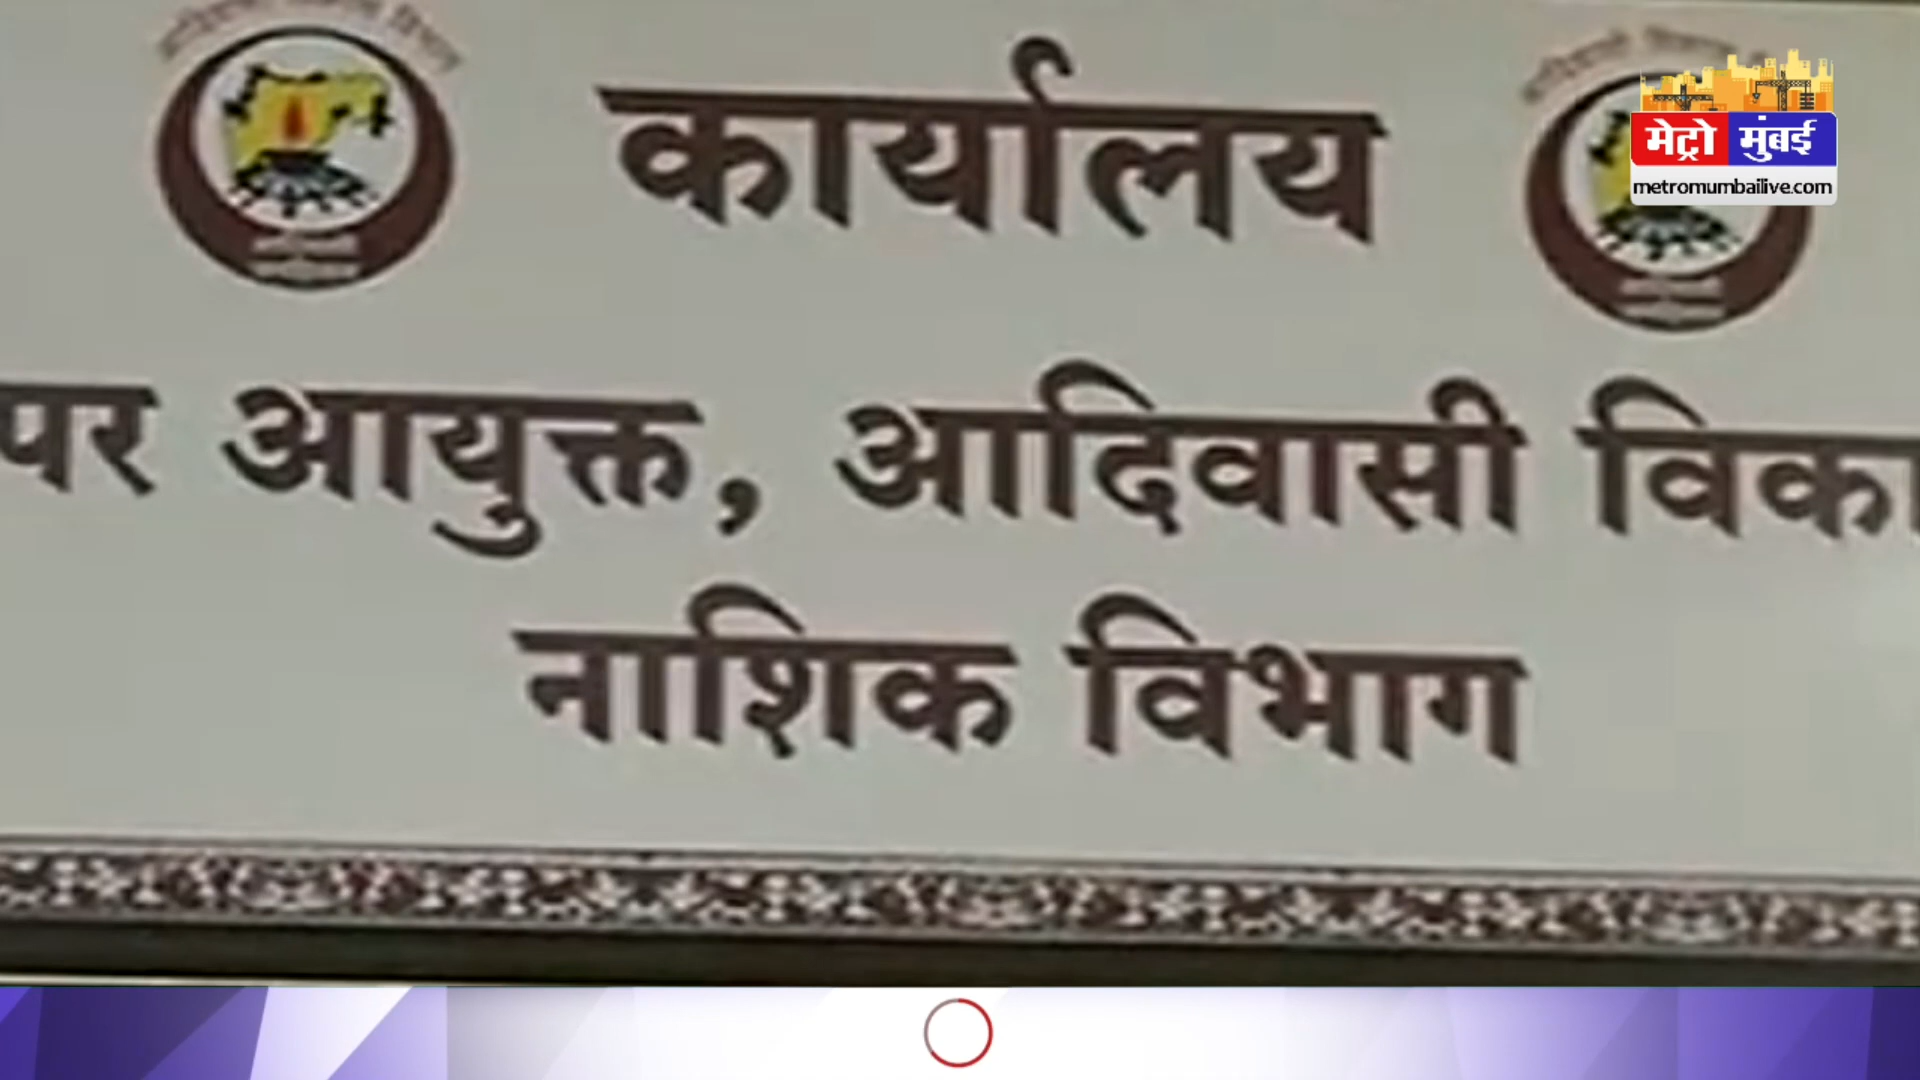 कार्यालय
मेट्रो मुंबई
metromumbailive.com
पर आयुक्त, आदिवासी विका
नाशिक विभाग